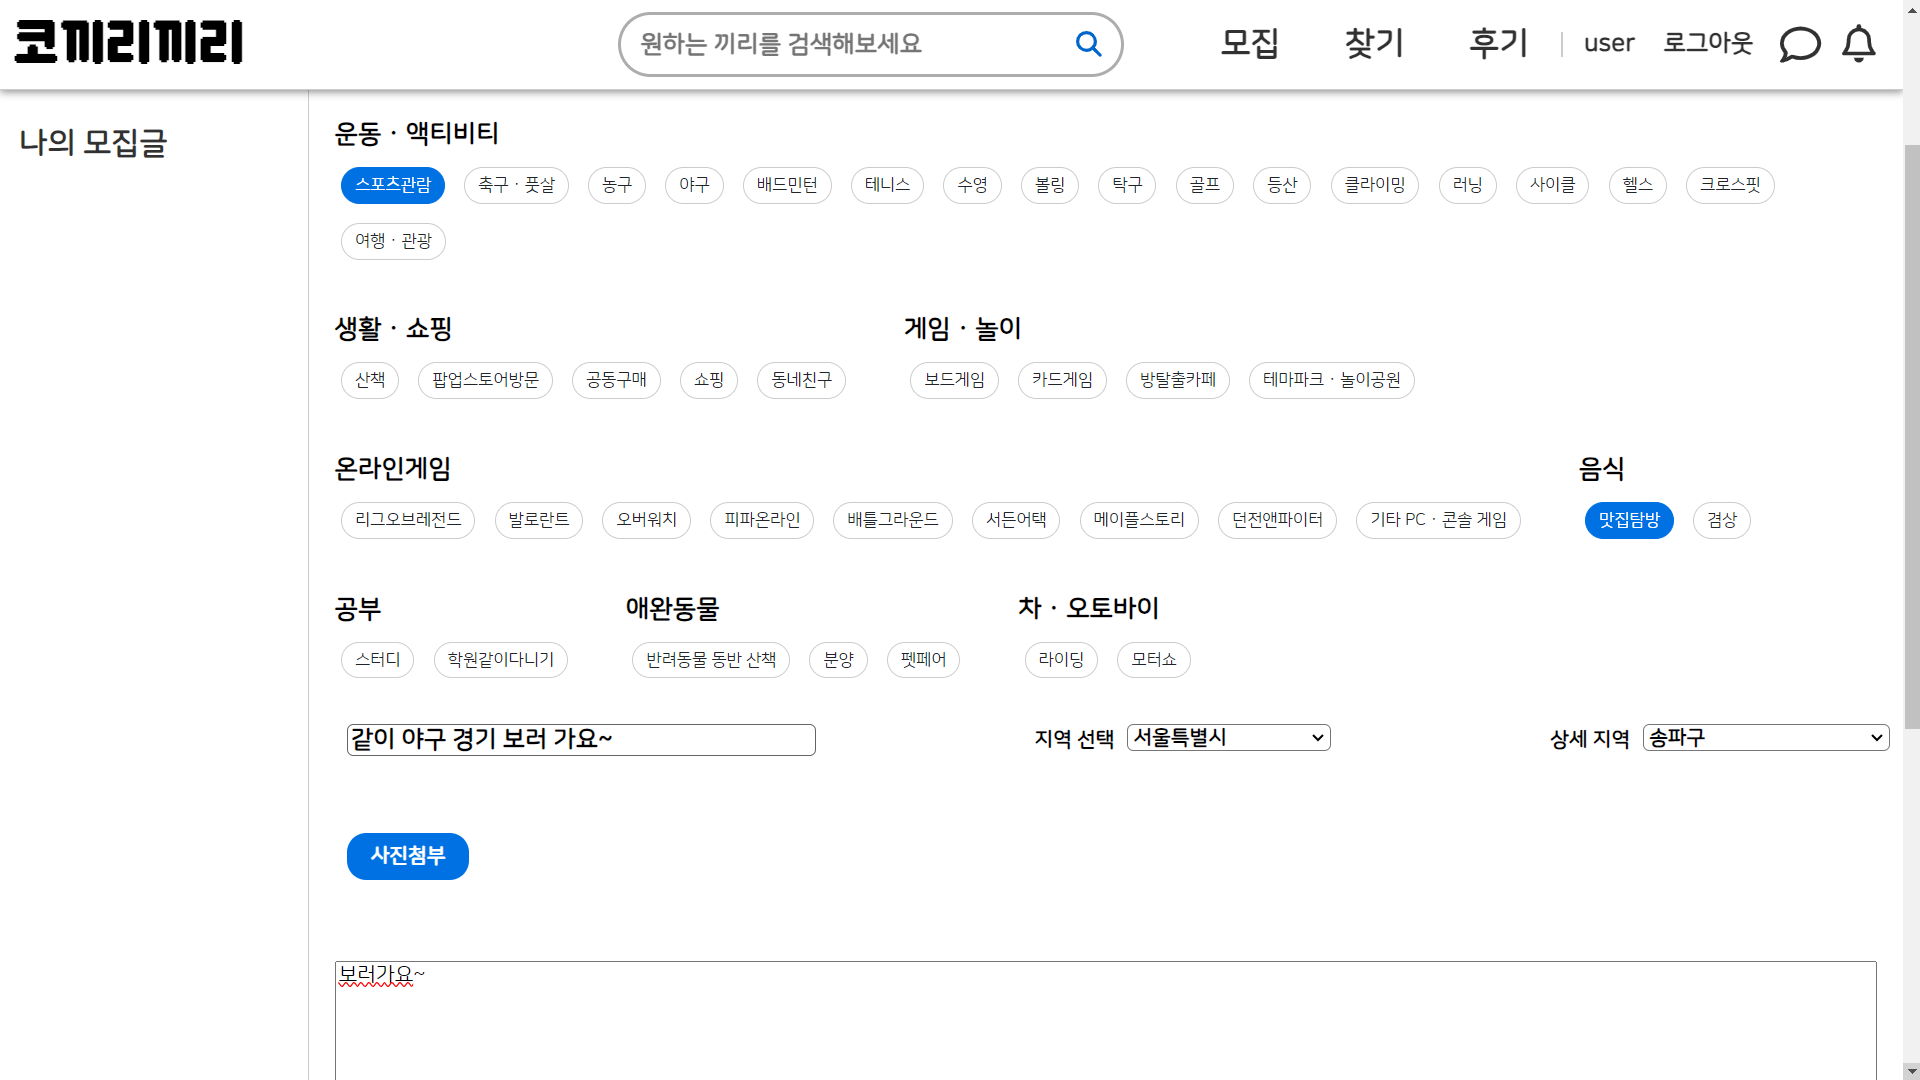 코끼리끼리
원하는 끼리를 검색해보세요
모집 찾기 후기 user 로그아웃
나의 모집글
운동 · 액티비티
스포츠관람 축구 · 풋살 농구 야구 배드민턴 테니스 수영 볼링 탁구 골프 등산 클라이밍 러닝 사이클 헬스 크로스핏
여행 · 관광
생활 · 쇼핑 게임 · 놀이
산책 팝업스토어방문 공동구매 쇼핑 동네친구 보드게임 카드게임 방탈출카페 테마파크 · 놀이공원
온라인게임 음식
리그오브레전드 발로란트 오버워치 피파온라인 배틀그라운드 서든어택 메이플스토리 던전앤파이터 기타 PC · 콘솔 게임 맛집탐방 겸상
공부 애완동물 차 · 오토바이
스터디 학원같이다니기 반려동물 동반 산책 분양 펫페어 라이딩 모터쇼
같이 야구 경기 보러 가요~ 지역 선택 서울특별시 상세 지역 송파구
사진첨부
보러가요~